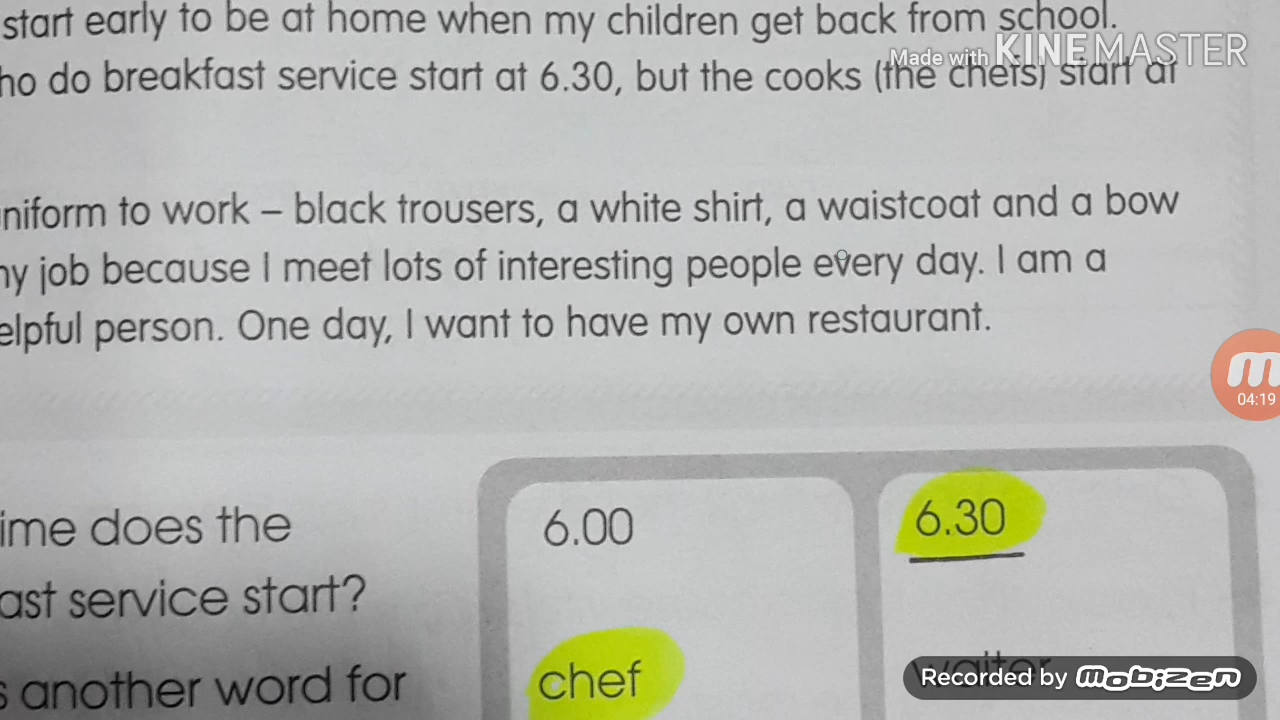 start early to be at home when my children get back from school.
Made with KINEMASTER
ho do breakfast service start at 6.30, but the cooks (the chefs) start at
niform to work – black trousers, a white shirt, a waistcoat and a bow
ny job because I meet lots of interesting people every day. I am a
elpful person. One day, I want to have my own restaurant.
04:19
ime does the
ast service start?
6.00
6.30
s another word for
chef
waiter
Recorded by Mobizen